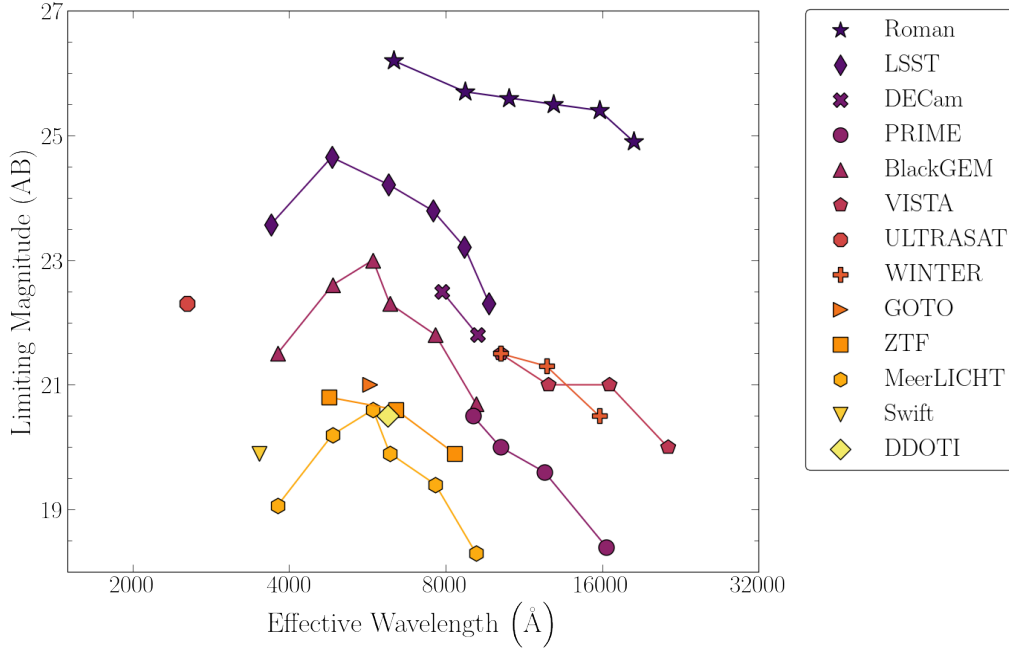 27
25
23
21
19
Limiting Magnitude (AB)
2000
4000
8000
16000
32000
Effective Wavelength (Å)
Roman
LSST
DECam
PRIME
BlackGEM
VISTA
ULTRASAT
WINTER
GOTO
ZTF
MeerLICHT
Swift
DDOTI